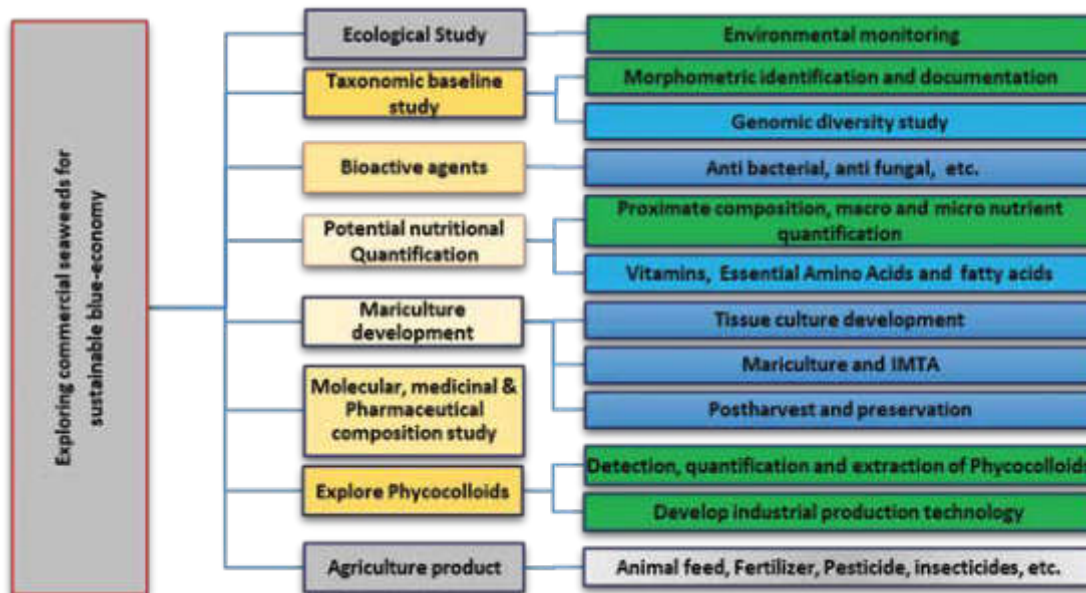 Exploring commercial seaweeds for
sustainable blue-economy
Ecological Study
Environmental monitoring
Taxonomic baseline
study
Morphometric identification and documentation
Genomic diversity study
Bioactive agents
Anti bacterial, anti fungal, etc.
Potential nutritional
Quantification
Proximate composition, macro and micro nutrient
quantification
Vitamins, Essential Amino Acids and fatty acids
Mariculture
development
Tissue culture development
Mariculture and IMTA
Postharvest and preservation
Molecular, medicinal &
Pharmaceutical
composition study
Explore Phycocolloids
Detection, quantification and extraction of Phycocolloids
Develop industrial production technology
Agriculture product
Animal feed, Fertilizer, Pesticide, insecticides, etc.